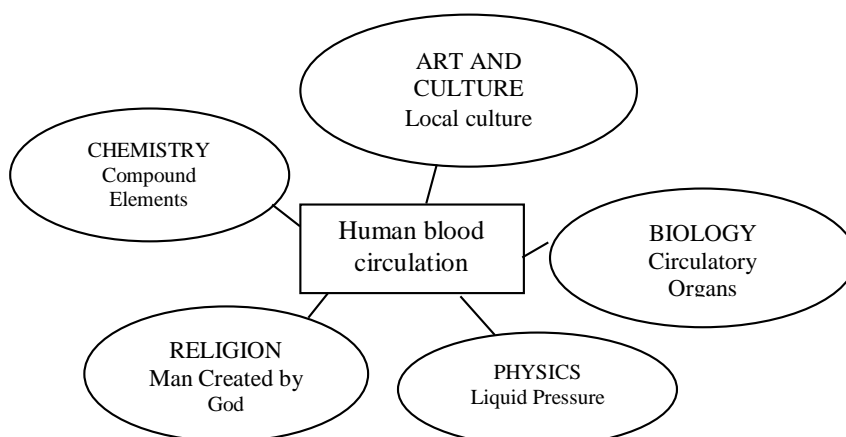 ART AND
CULTURE
Local culture
CHEMISTRY
Compound
Elements
Human blood
circulation
BIOLOGY
Circulatory
Organs
RELIGION
Man Created by
God
PHYSICS
Liquid Pressure